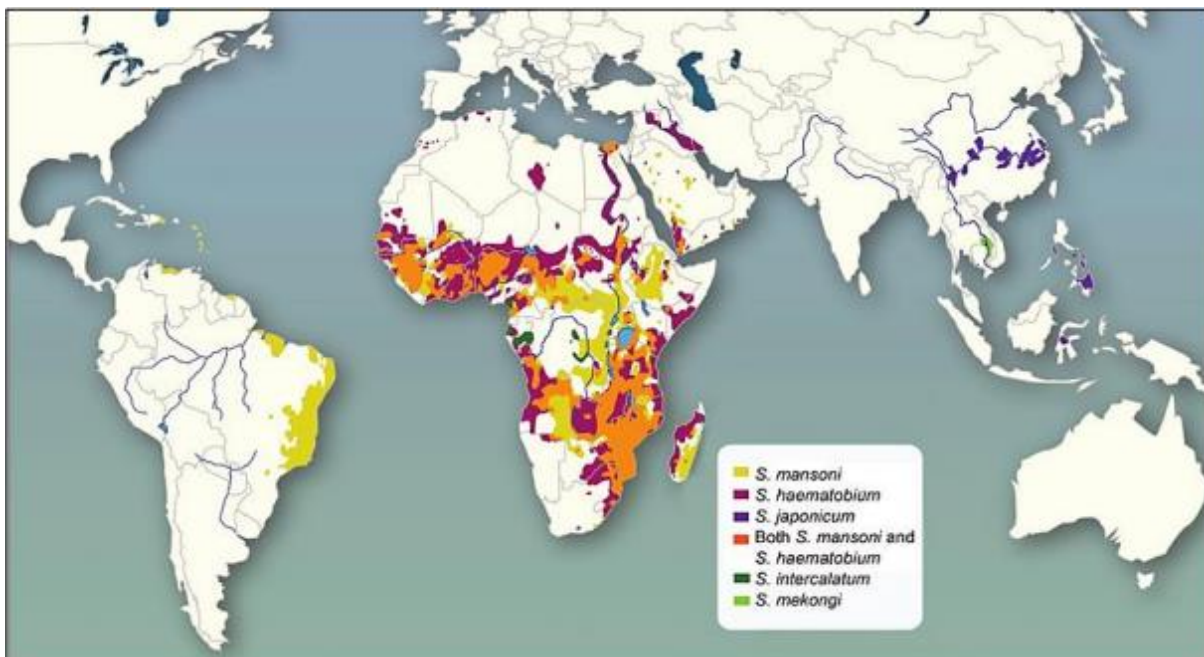 S. mansoni
S. haematobium
S. japonicum
Both S. mansoni and
S. haematobium
S. intercalatum
S. mekongi